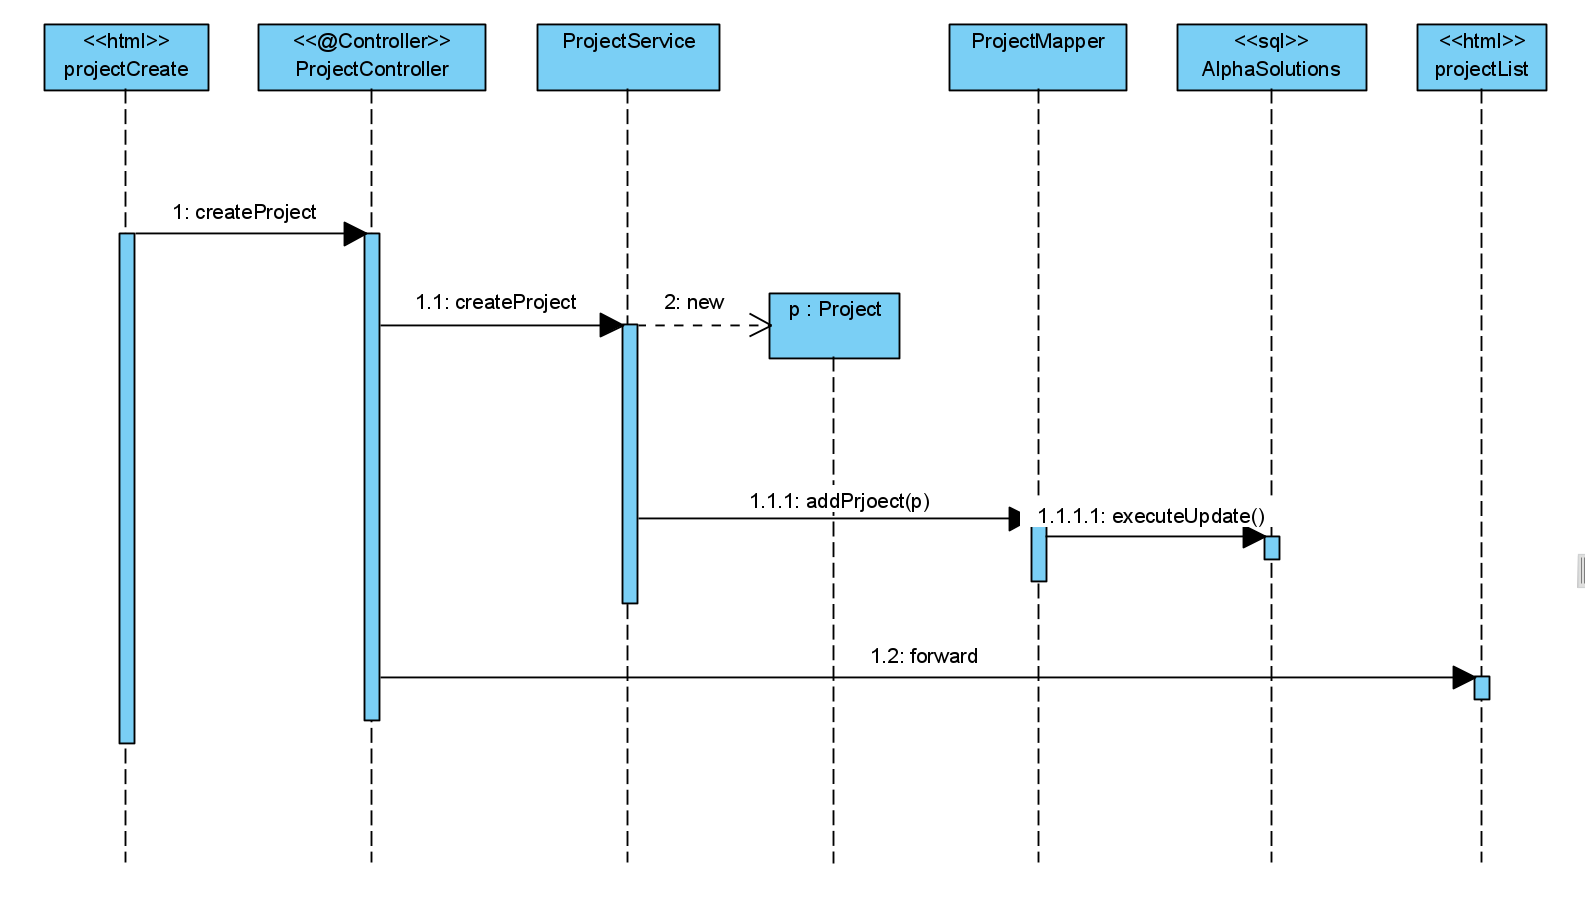 <<html>>
projectCreate
<<@Controller>>
ProjectController
ProjectService
ProjectMapper
<<sql>>
AlphaSolutions
<<html>>
projectList
1: createProject
1.1: createProject
2: new
p : Project
1.1.1: addPrjoect(p)
1.1.1.1: executeUpdate()
1.2: forward